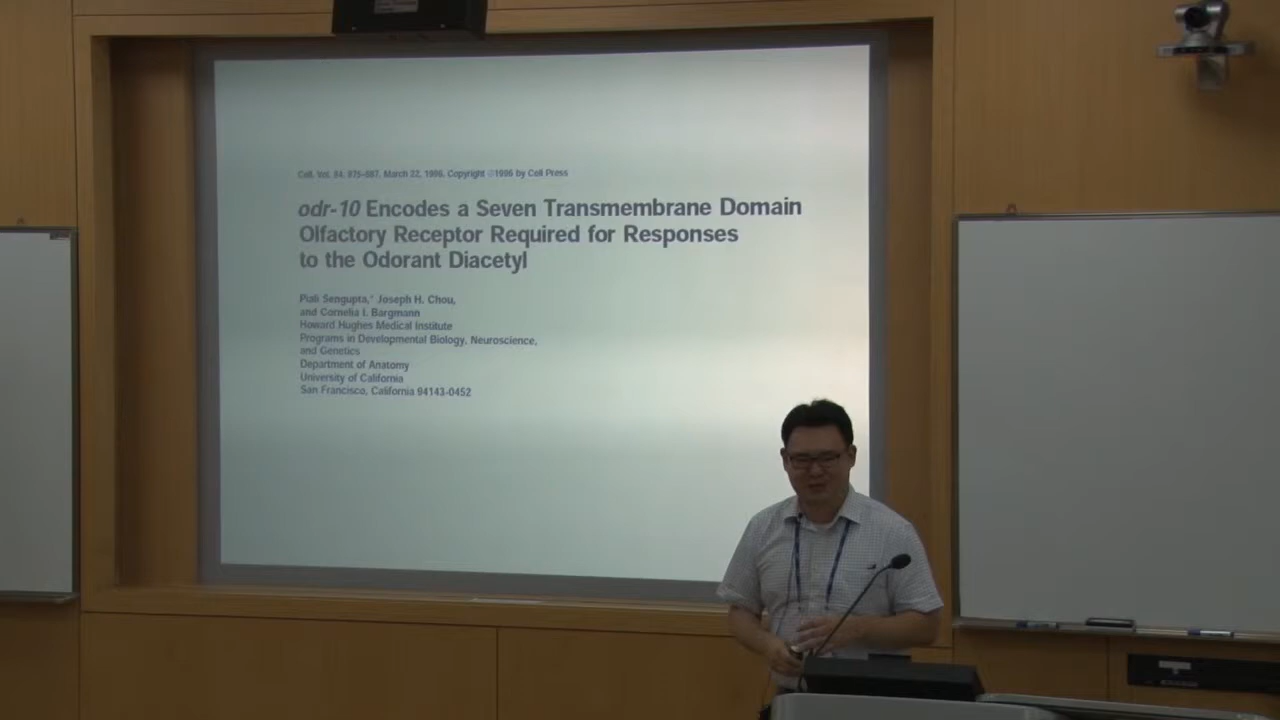 Cell, Vol. 84, 875–887, March 22, 1996, Copyright ©1996 by Cell Press
odr-10 Encodes a Seven Transmembrane Domain
Olfactory Receptor Required for Responses
to the Odorant Diacetyl
Piali Sengupta,* Joseph H. Chou,
and Cornelia I. Bargmann
Howard Hughes Medical Institute
Programs in Developmental Biology, Neuroscience,
and Genetics
Department of Anatomy
University of California
San Francisco, California 94143-0452